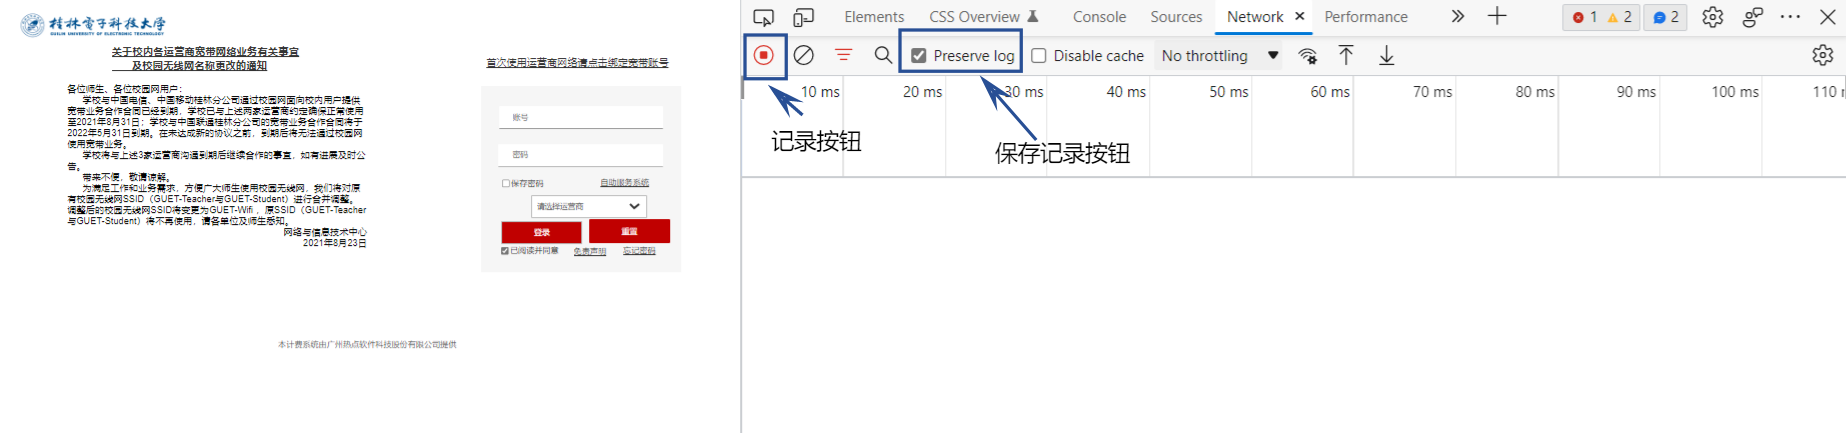 桂林電子科技大学
GUILIN UNIVERSITY OF ELECTRONIC TECHNOLOGY
关于校内各运营商宽带网络业务有关事宜
及校园无线网名称更改的通知
各位师生、各位校园网用户：
学校与中国电信、中国移动桂林分公司通过校园网面向校内用户提供
宽带业务合作合同已经到期，学校已与上述两家运营商约定确保正常使用
至2021年8月31日；学校与中国联通桂林分公司的宽带业务合作合同将于
2022年5月31日到期。在未达成新的协议之前，到期后将无法通过校园网
使用宽带业务。
学校将与上述3家运营商沟通到期后继续合作的事宜，如有进展及时公
告。
带来不便，敬请谅解。
为满足工作和业务需求，方便广大师生使用校园无线网，我们将对原
有校园无线网SSID（GUET-Teacher与GUET-Student）进行合并调整。
调整后的校园无线网SSID将变更为GUET-Wifi，原SSID（GUET-Teacher
与GUET-Student）将不再使用，请各单位及师生悉知。
网络与信息技术中心
2021年8月23日
首次使用运营商网络请点击绑定宽带账号
账号
密码
保存密码 自助服务系统
请选择运营商
登录 重置
已阅读并同意 免责声明 忘记密码
本计费系统由广州热点软件科技股份有限公司提供
Elements CSS Overview Console Sources Network Performance 1 2 2
Preserve log Disable cache No throttling
10 ms 20 ms 30 ms 40 ms 50 ms 60 ms 70 ms 80 ms 90 ms 100 ms 110
记录按钮
保存记录按钮